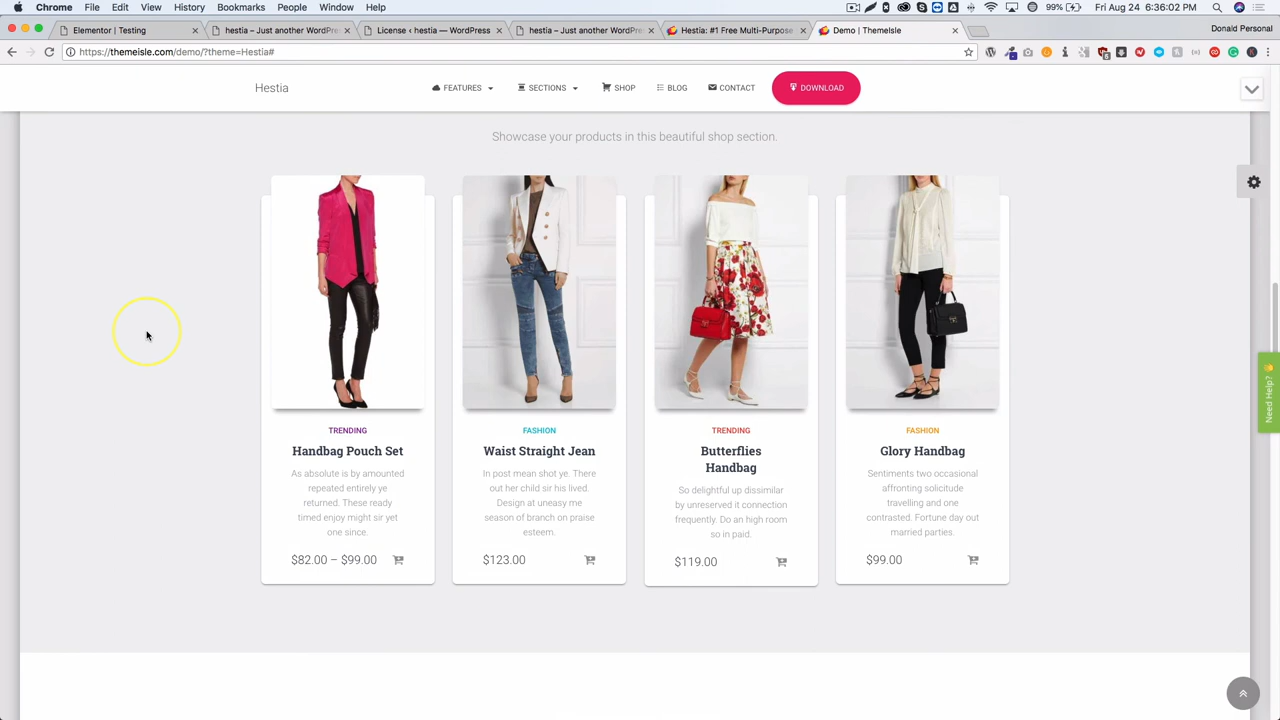 Chrome File Edit View History Bookmarks People Window Help 99% Fri Aug 24 6:36:02 PM
Elementor | Testing hestia – Just another WordPre License ‹ hestia — WordPress hestia – Just another WordPre Hestia: #1 Free Multi-Purpose Demo | ThemeIsle Donald Personal
https://themeisle.com/demo/?theme=Hestia#
Hestia FEATURES SECTIONS SHOP BLOG CONTACT DOWNLOAD
Showcase your products in this beautiful shop section.
TRENDING
Handbag Pouch Set
As absolute is by amounted
repeated entirely ye
returned. These ready
timed enjoy might sir yet
one since.
$82.00 – $99.00
FASHION
Waist Straight Jean
In post mean shot ye. There
out her child sir his lived.
Design at uneasy me
season of branch on praise
esteem.
$123.00
TRENDING
Butterflies
Handbag
So delightful up dissimilar
by unreserved it connection
frequently. Do an high room
so in paid.
$119.00
FASHION
Glory Handbag
Sentiments two occasional
affronting solicitude
travelling and one
contrasted. Fortune day out
married parties.
$99.00
Need Help?